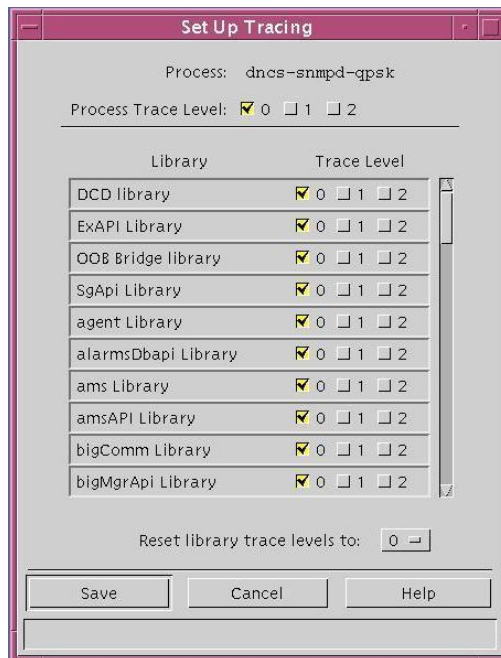 Set Up Tracing
Process: dncs-snmpd-qpsk
Process Trace Level: 0 1 2
Library Trace Level
DCD library 0 1 2
ExAPI Library 0 1 2
OOB Bridge library 0 1 2
SgApi Library 0 1 2
agent Library 0 1 2
alarmsDbapi Library 0 1 2
ams Library 0 1 2
amsAPI Library 0 1 2
bigComm Library 0 1 2
bigMgrApi Library 0 1 2
Reset library trace levels to: 0
Save Cancel Help